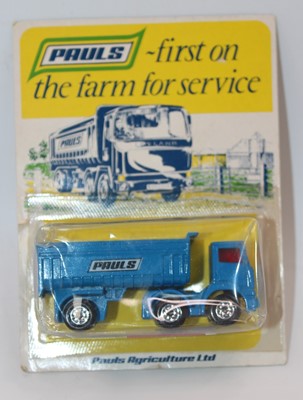 PAULS ~first on
the farm for service
PAULS
PAULS
Pauls Agriculture Ltd